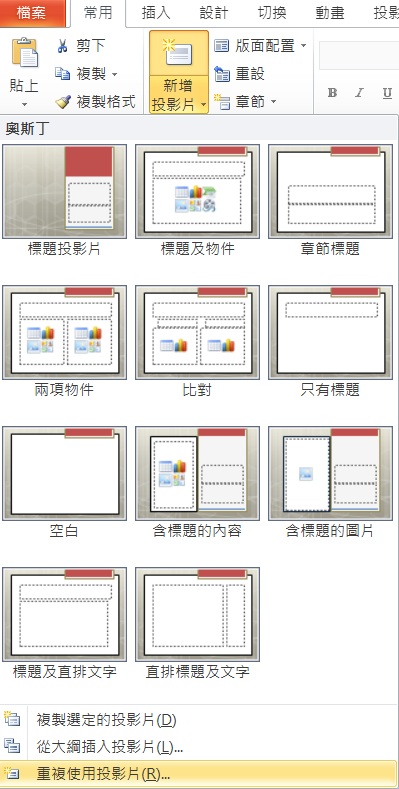 檔案 常用 插入 設計 切換 動畫 投影
貼上
剪下
複製
複製格式
新增
投影片
版面配置
重設
章節
B I U
奧斯丁
標題投影片 標題及物件 章節標題
兩項物件 比對 只有標題
空白 含標題的內容 含標題的圖片
標題及直排文字 直排標題及文字
複製選定的投影片(D)
從大綱插入投影片(L)...
重複使用投影片(R)...